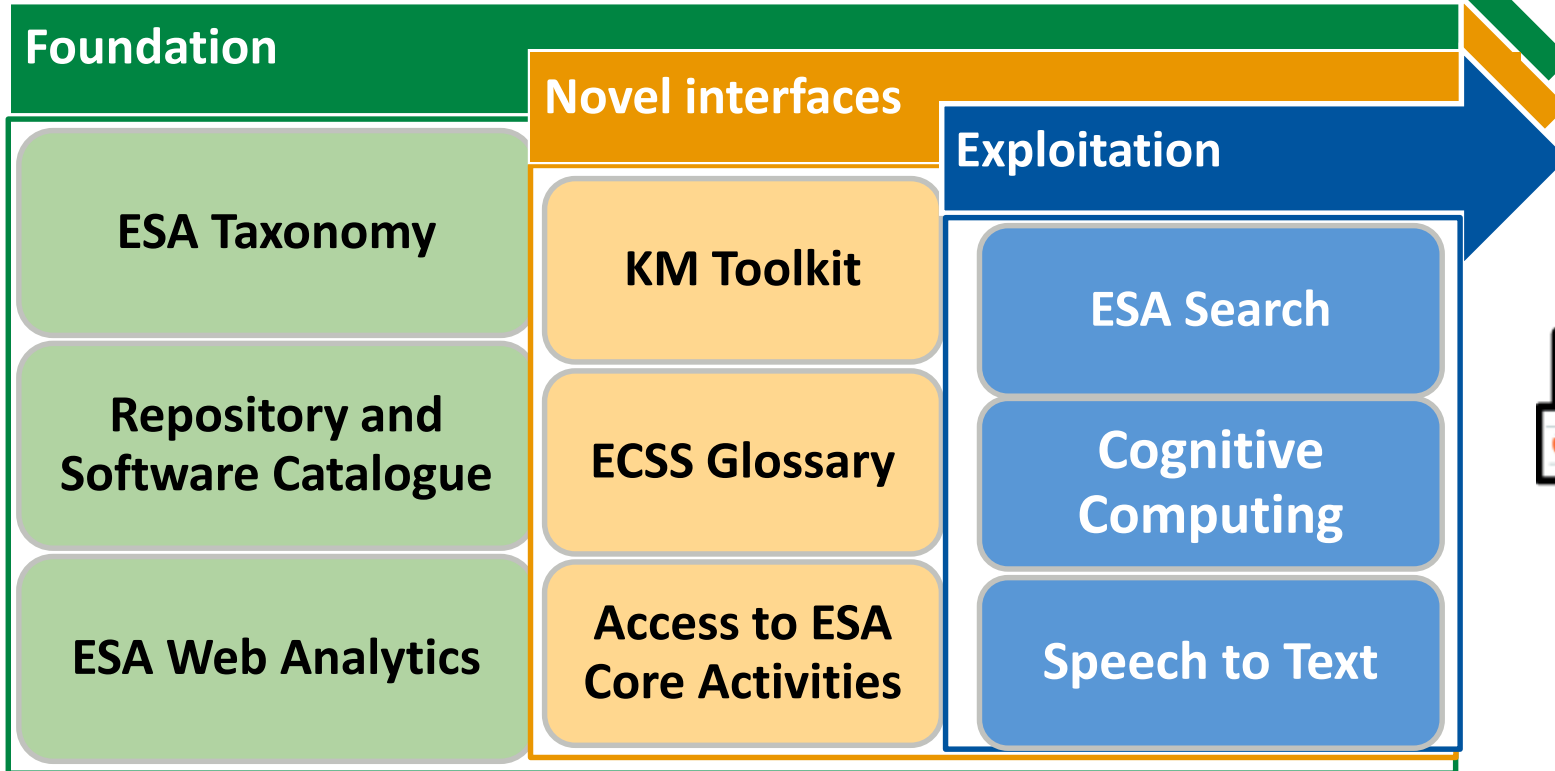 Foundation
Novel interfaces
Exploitation
ESA Taxonomy
Repository and
Software Catalogue
ESA Web Analytics
KM Toolkit
ECSS Glossary
Access to ESA
Core Activities
ESA Search
Cognitive
Computing
Speech to Text